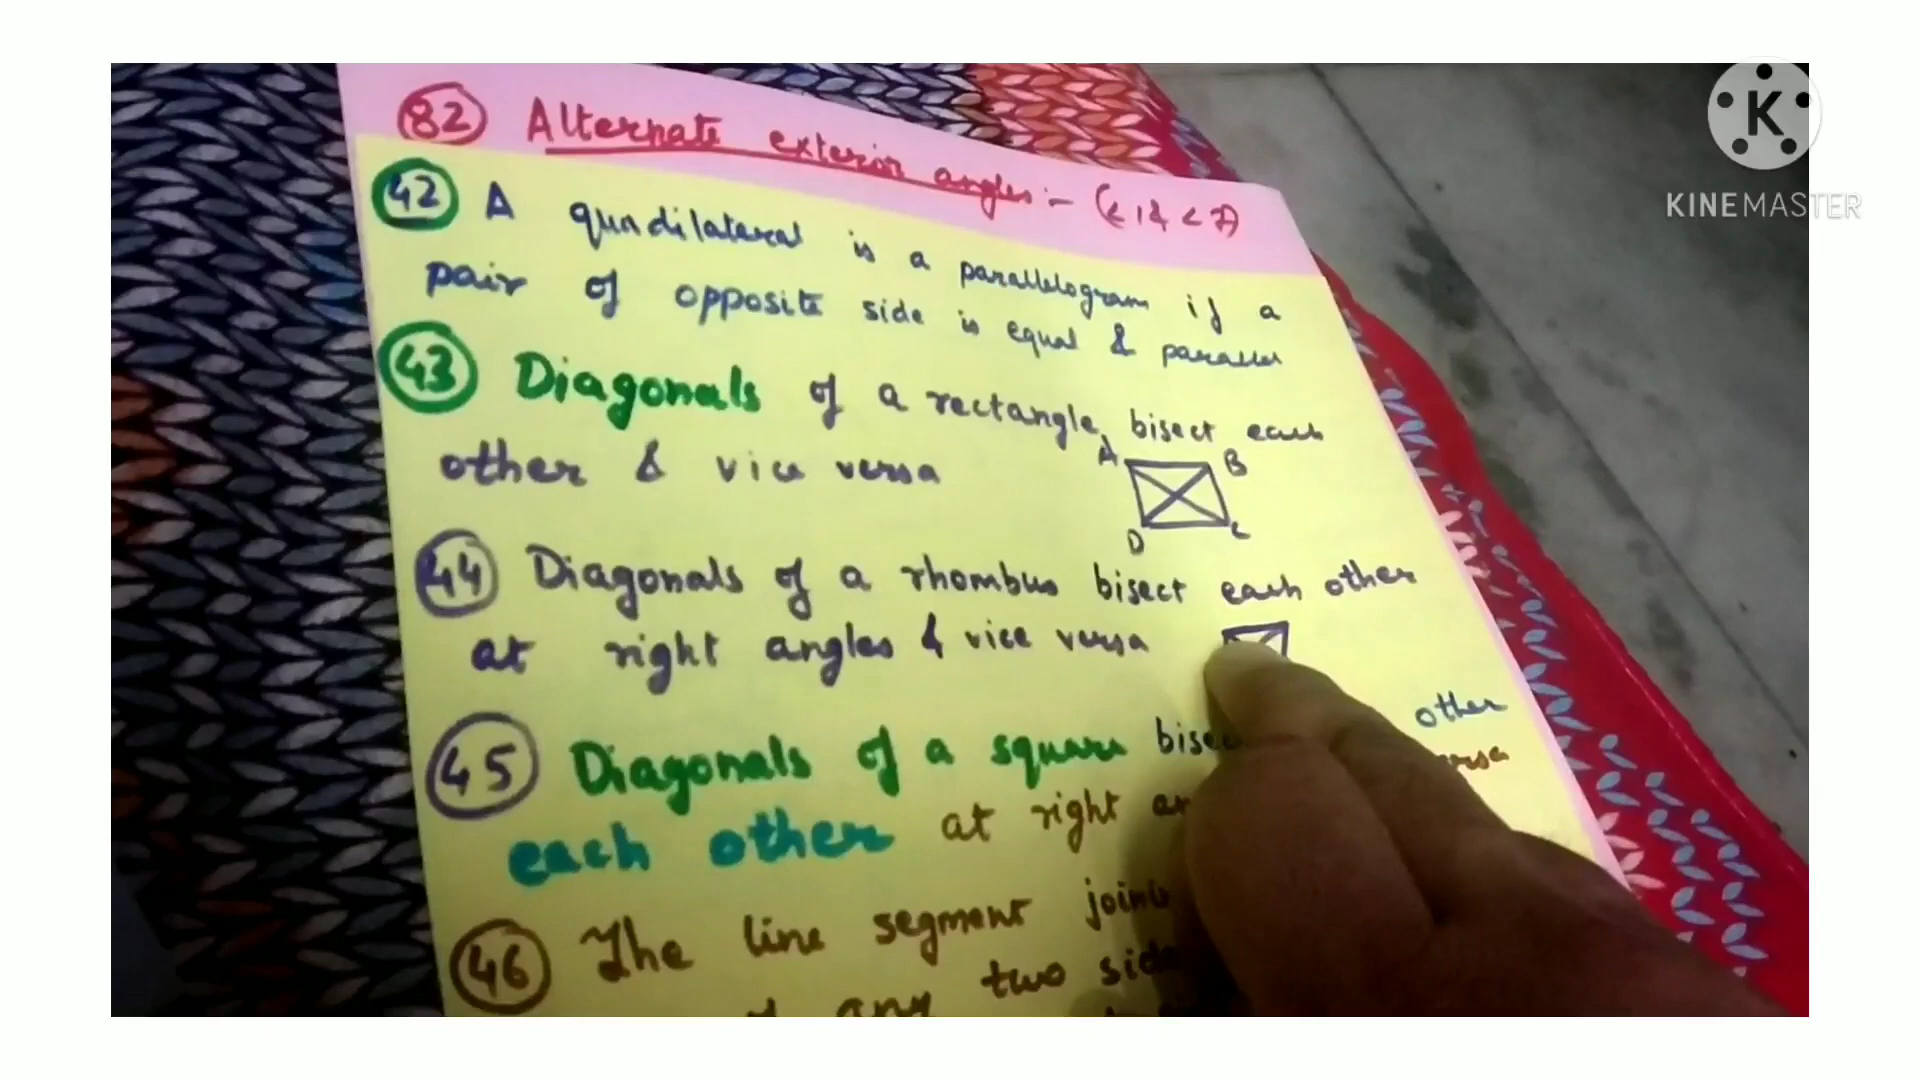 82 Alternate exterior angles :- (< 1 & < 7)
42 A qundilateral is a parallelogram if a
pair of opposite side is equal & parallel
43 Diagonals of a rectangle bisect each
other & vice versa
A B
D C
44 Diagonals of a rhombus bisect each other
at right angles & vice versa
45 Diagonals of a square other
each other at right
46 The line segment
any two
K
KINEMASTER